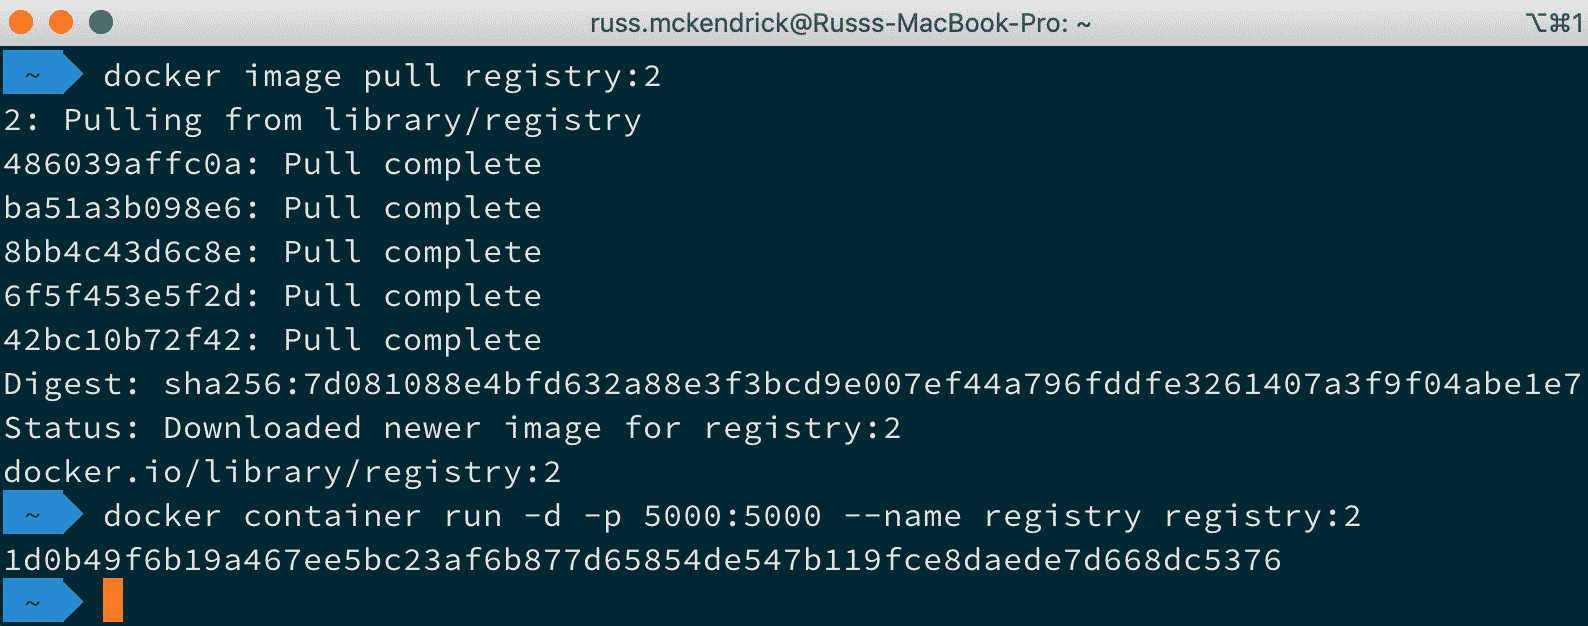 russ.mckendrick@Russs-MacBook-Pro: ~ ⌥⌘1
~ docker image pull registry:2
2: Pulling from library/registry
486039affc0a: Pull complete
ba51a3b098e6: Pull complete
8bb4c43d6c8e: Pull complete
6f5f453e5f2d: Pull complete
42bc10b72f42: Pull complete
Digest: sha256:7d081088e4bfd632a88e3f3bcd9e007ef44a796fddfe3261407a3f9f04abe1e7
Status: Downloaded newer image for registry:2
docker.io/library/registry:2
~ docker container run -d -p 5000:5000 --name registry registry:2
1d0b49f6b19a467ee5bc23af6b877d65854de547b119fce8daede7d668dc5376
~